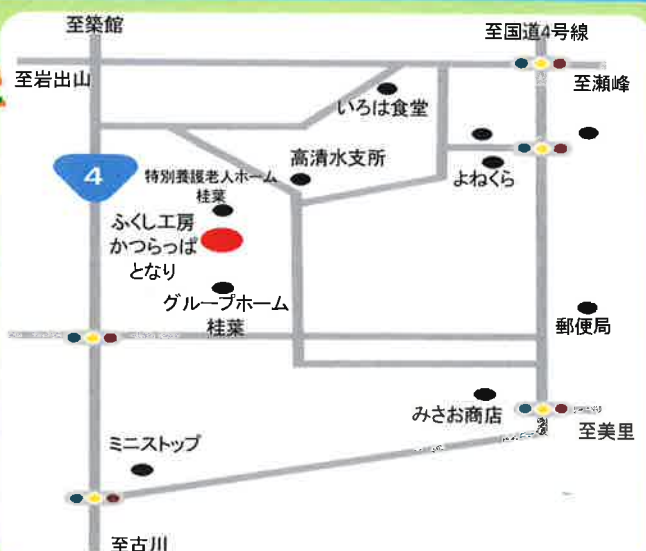 至築館
至国道4号線
至岩出山
至瀬峰
いろは食堂
高清水支所
よねくら
4
特別養護老人ホーム
桂葉
ふくし工房
かつらっぱ
となり
グループホーム
桂葉
郵便局
みさお商店
至美里
ミニストップ
至古川